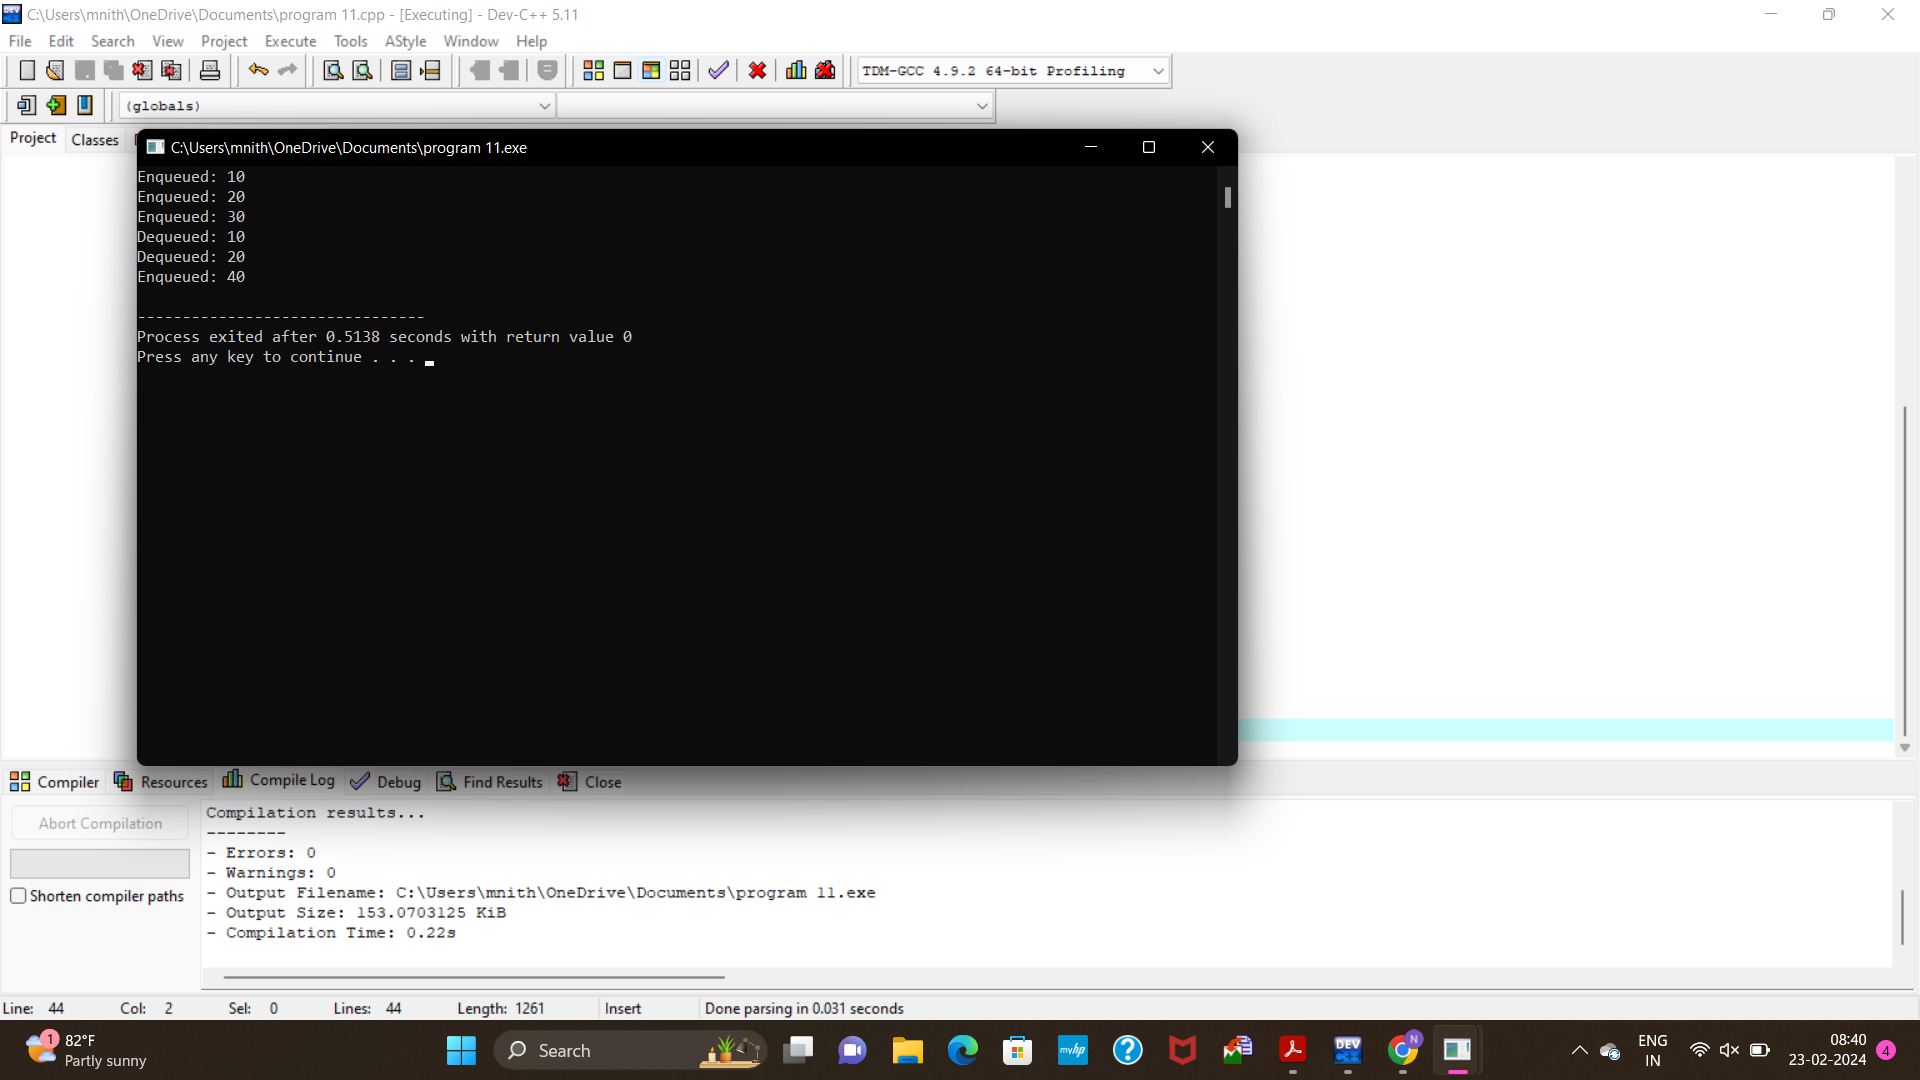 C:\Users\mnith\OneDrive\Documents\program 11.cpp - [Executing] - Dev-C++ 5.11
File Edit Search View Project Execute Tools AStyle Window Help
TDM-GCC 4.9.2 64-bit Profiling
(globals)
Project Classes
C:\Users\mnith\OneDrive\Documents\program 11.exe
Enqueued: 10
Enqueued: 20
Enqueued: 30
Dequeued: 10
Dequeued: 20
Enqueued: 40
--------------------------------
Process exited after 0.5138 seconds with return value 0
Press any key to continue . . .
Compiler Resources Compile Log Debug Find Results Close
Abort Compilation
Shorten compiler paths
Compilation results...
--------
- Errors: 0
- Warnings: 0
- Output Filename: C:\Users\mnith\OneDrive\Documents\program 11.exe
- Output Size: 153.0703125 KiB
- Compilation Time: 0.22s
Line: 44 Col: 2 Sel: 0 Lines: 44 Length: 1261 Insert Done parsing in 0.031 seconds
1
82°F
Partly sunny
Search
myhp
DEV
C++
N
ENG
IN
08:40
23-02-2024
4